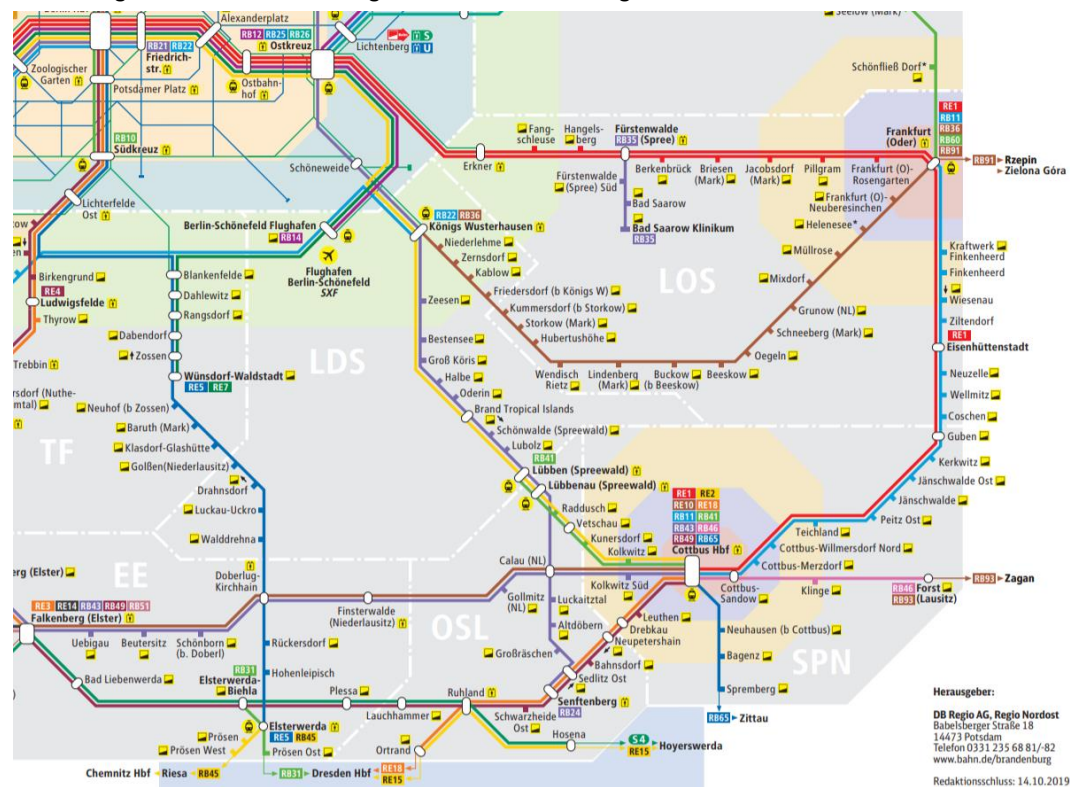 Alexanderplatz
Seelow (Mark)
RB12 RB25 RB26
Ostkreuz
S
U
Lichtenberg
RB21 RB22
Friedrich-
str.
Zoologischer
Garten
Potsdamer Platz
Ostbahn-
hof
Schönfließ Dorf*
RE1
RB11
RB36
RB60
RB91
Frankfurt
(Oder)
RB91
Rzepin
Zielona Góra
RB10
Südkreuz
Fang-
schleuse
Hangels-
berg
Fürstenwalde
RB35 (Spree)
Erkner
Schöneweide
Fürstenwalde
(Spree) Süd
Berkenbrück
Briesen
(Mark)
Jacobsdorf
(Mark)
Pillgram
Frankfurt (O)-
Rosengarten
Frankfurt (O)-
Neuberesinchen
Bad Saarow
Bad Saarow Klinikum
RB35
Helenesee*
Lichterfelde
Ost
Berlin-Schönefeld Flughafen
RB14
Flughafen
Berlin-Schönefeld
SXF
RB22 RB36
Königs Wusterhausen
Niederlehme
Zernsdorf
Kablow
Friedersdorf (b Königs W)
Kummersdorf (b Storkow)
Storkow (Mark)
Hubertushöhe
LOS
Müllrose
Mixdorf
Grunow (NL)
Schneeberg (Mark)
Oegeln
Kraftwerk
Finkenheerd
Finkenheerd
Wiesenau
Ziltendorf
RE1
Eisenhüttenstadt
Birkengrund
RE4
Ludwigsfelde
Thyrow
Trebbin
Blankenfelde
Dahlewitz
Rangsdorf
Dabendorf
Zossen
Wünsdorf-Waldstadt
RE5 RE7
LDS
Zeesen
Bestensee
Groß Köris
Halbe
Oderin
Brand Tropical Islands
Schönwalde (Spreewald)
Lubolz
Wendisch
Rietz
Lindenberg
(Mark)
Buckow
(b Beeskow)
Beeskow
Neuzelle
Wellmitz
Coschen
Guben
Kerkwitz
Jänschwalde Ost
Jänschwalde
Peitz Ost
Teichland
Cottbus-Willmersdorf Nord
Cottbus-Merzdorf
TF
Neuhof (b Zossen)
Baruth (Mark)
Klasdorf-Glashütte
Golßen(Niederlausitz)
Drahnsdorf
Luckau-Uckro
Walddrehna
RB41
Lübben (Spreewald)
Lübbenau (Spreewald)
Raddusch
Vetschau
Kunersdorf
Kolkwitz
RE1 RE2
RE10 RE18
RB11 RB41
RB43 RB46
RB49 RB65
Cottbus Hbf
EE
Doberlug-
Kirchhain
Calau (NL)
Kolkwitz Süd
Cottbus-
Sandow
Klinge
RB46 Forst
RB93 (Lausitz)
RB93
Zagan
RE3 RE14 RB43 RB49 RB51
Falkenberg (Elster)
Finsterwalde
(Niederlausitz)
Gollmitz
(NL)
OSL
Luckaitztal
Altdöbern
Leuthen
Drebkau
Neupetershain
Bahnsdorf
Sedlitz Ost
Neuhausen (b Cottbus)
Bagenz
Spremberg
SPN
RB65
Zittau
Uebigau
Beutersitz
Schönborn
(b. Doberl)
Rückersdorf
Hohenleipisch
Großräschen
Senftenberg
RB24
Bad Liebenwerda
RB31
Elsterwerda-
Biehla
Plessa
Lauchhammer
Ruhland
Schwarzheide
Ost
Hosena
S4
RE15
Hoyerswerda
Elsterwerda
RE5 RB45
Prösen
Prösen West
Prösen Ost
Ortrand
Chemnitz Hbf
Riesa
RB45
RB31
Dresden Hbf
RE18
RE15
Herausgeber:
DB Regio AG, Regio Nordost
Babelsberger Straße 18
14473 Potsdam
Telefon 0331 235 68 81/-82
www.bahn.de/brandenburg
Redaktionsschluss: 14.10.2019